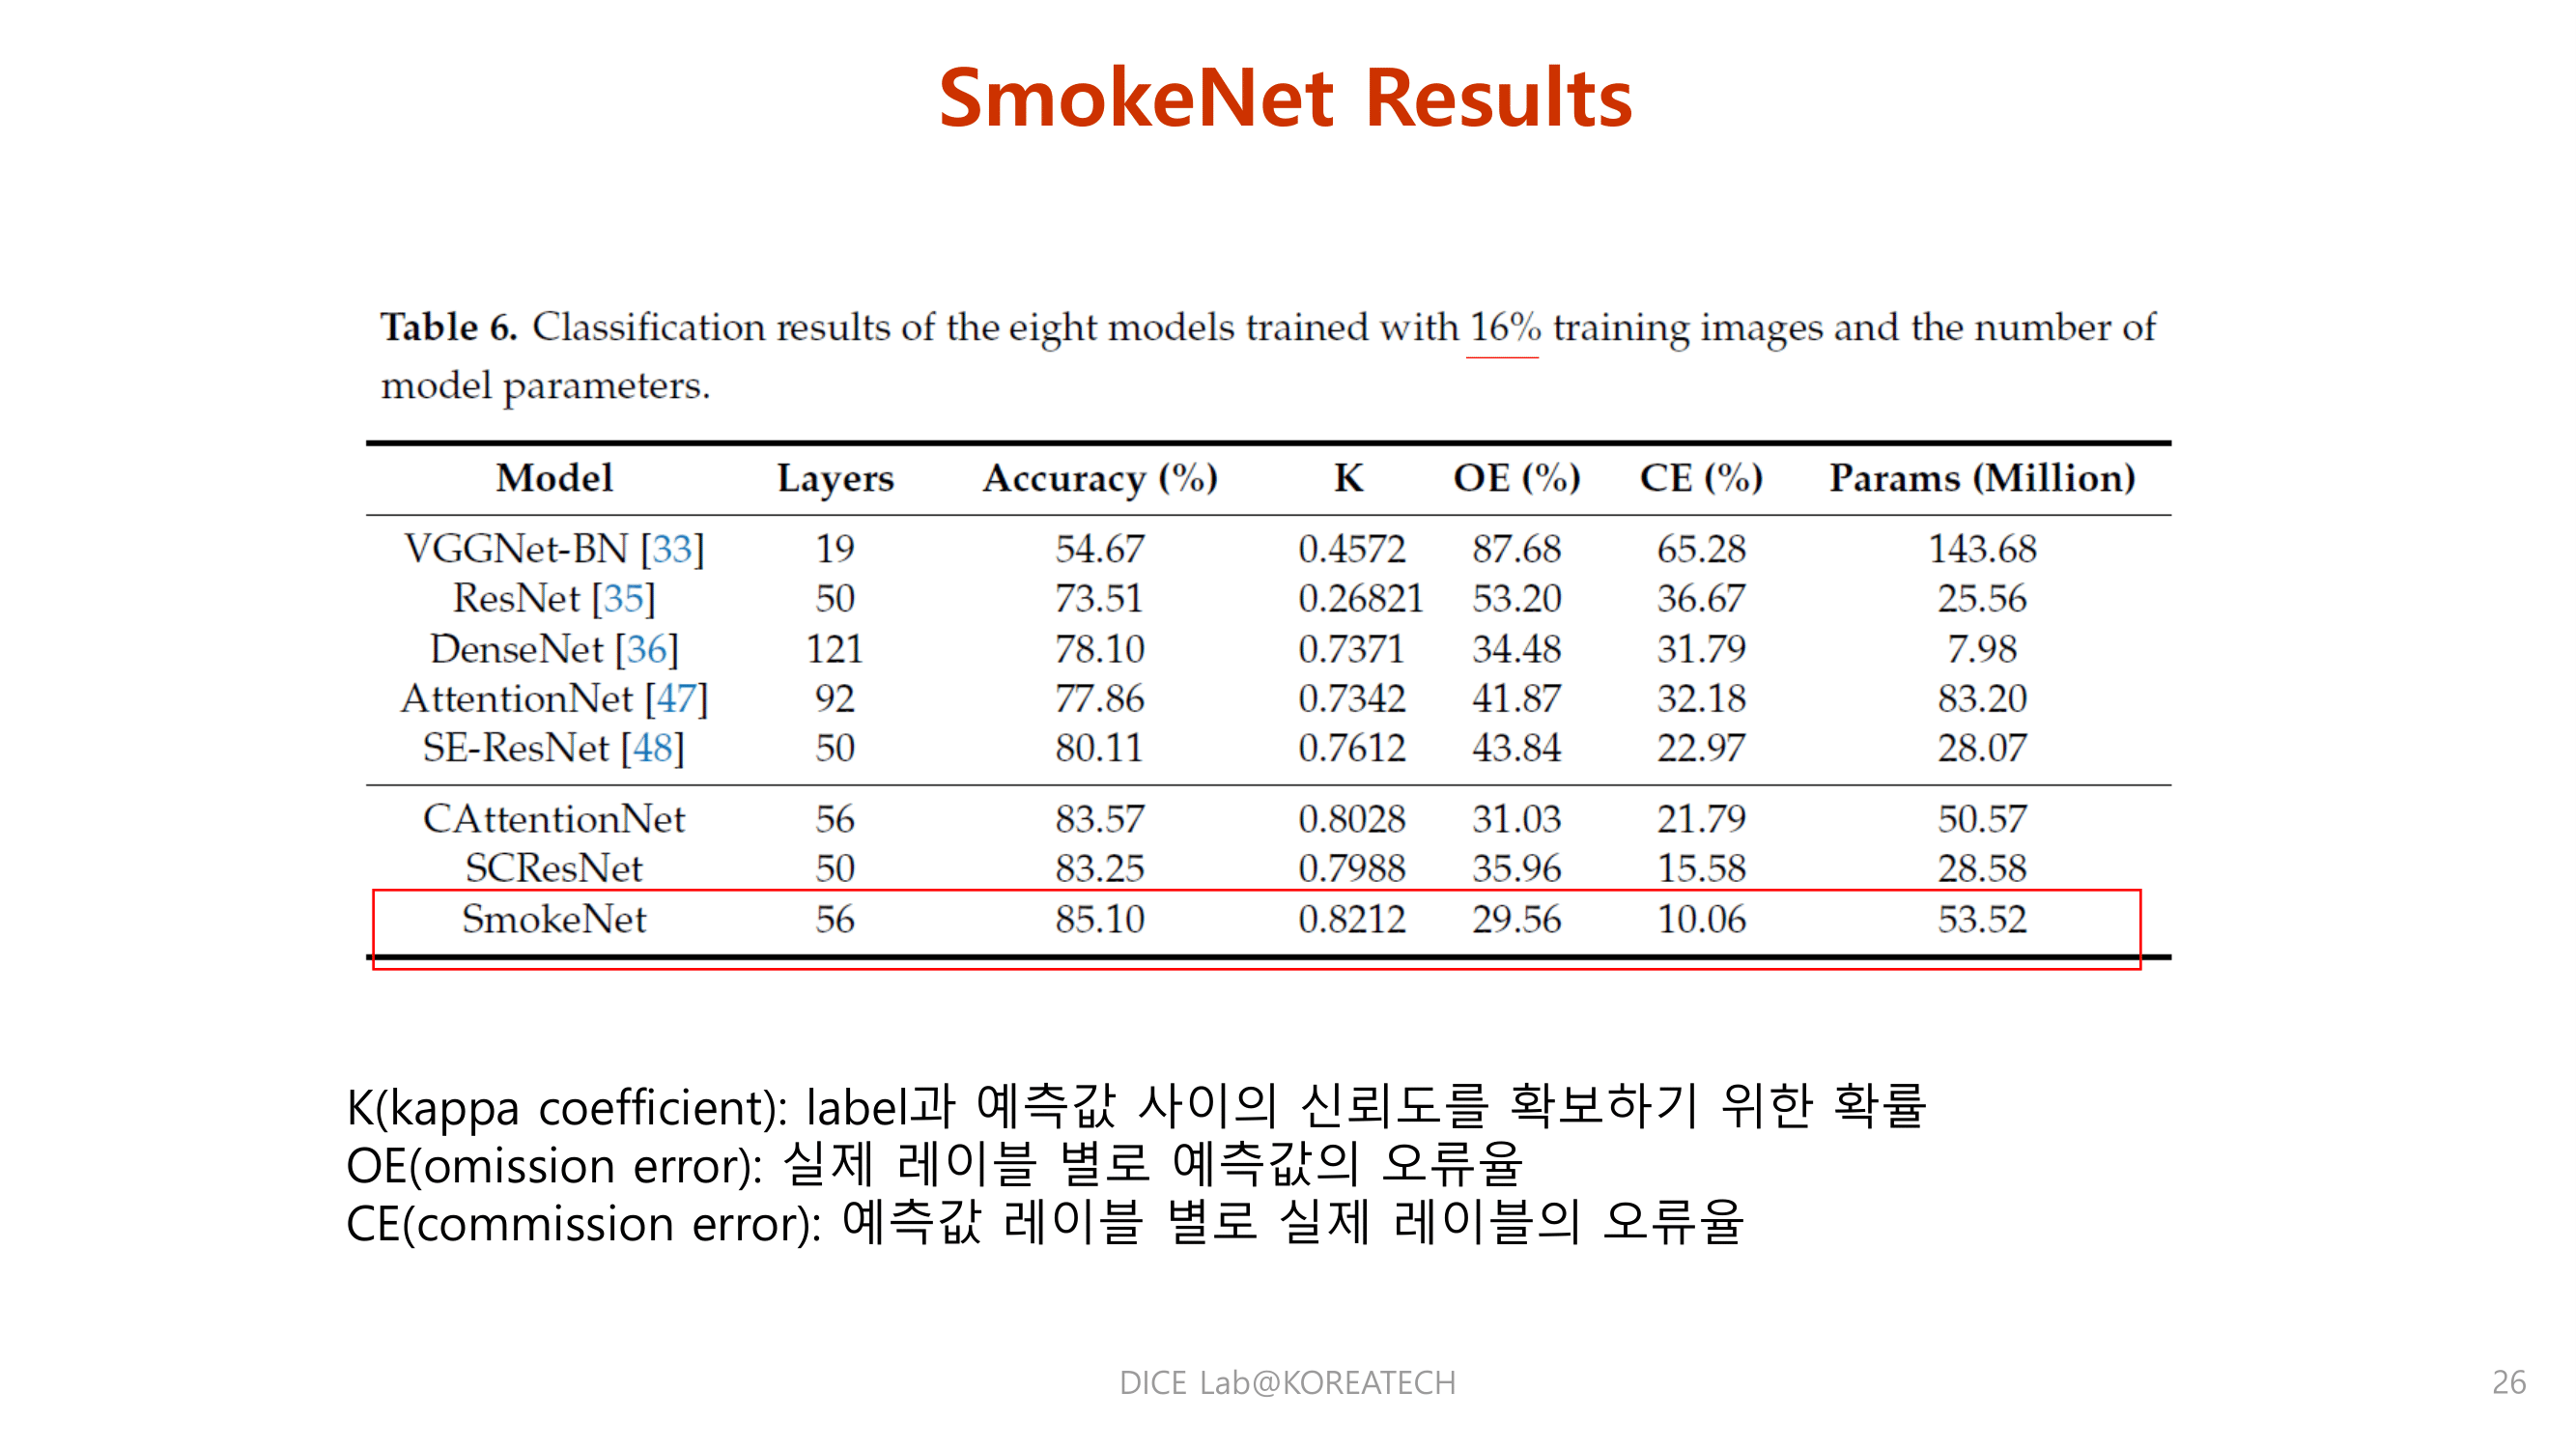 SmokeNet Results
Table 6. Classification results of the eight models trained with 16% training images and the number of
model parameters.
Model Layers Accuracy (%) K OE (%) CE (%) Params (Million)
VGGNet-BN [33] 19 54.67 0.4572 87.68 65.28 143.68
ResNet [35] 50 73.51 0.26821 53.20 36.67 25.56
DenseNet [36] 121 78.10 0.7371 34.48 31.79 7.98
AttentionNet [47] 92 77.86 0.7342 41.87 32.18 83.20
SE-ResNet [48] 50 80.11 0.7612 43.84 22.97 28.07
CAttentionNet 56 83.57 0.8028 31.03 21.79 50.57
SCResNet 50 83.25 0.7988 35.96 15.58 28.58
SmokeNet 56 85.10 0.8212 29.56 10.06 53.52
K(kappa coefficient): label과 예측값 사이의 신뢰도를 확보하기 위한 확률
OE(omission error): 실제 레이블 별로 예측값의 오류율
CE(commission error): 예측값 레이블 별로 실제 레이블의 오류율
DICE Lab@KOREATECH
26